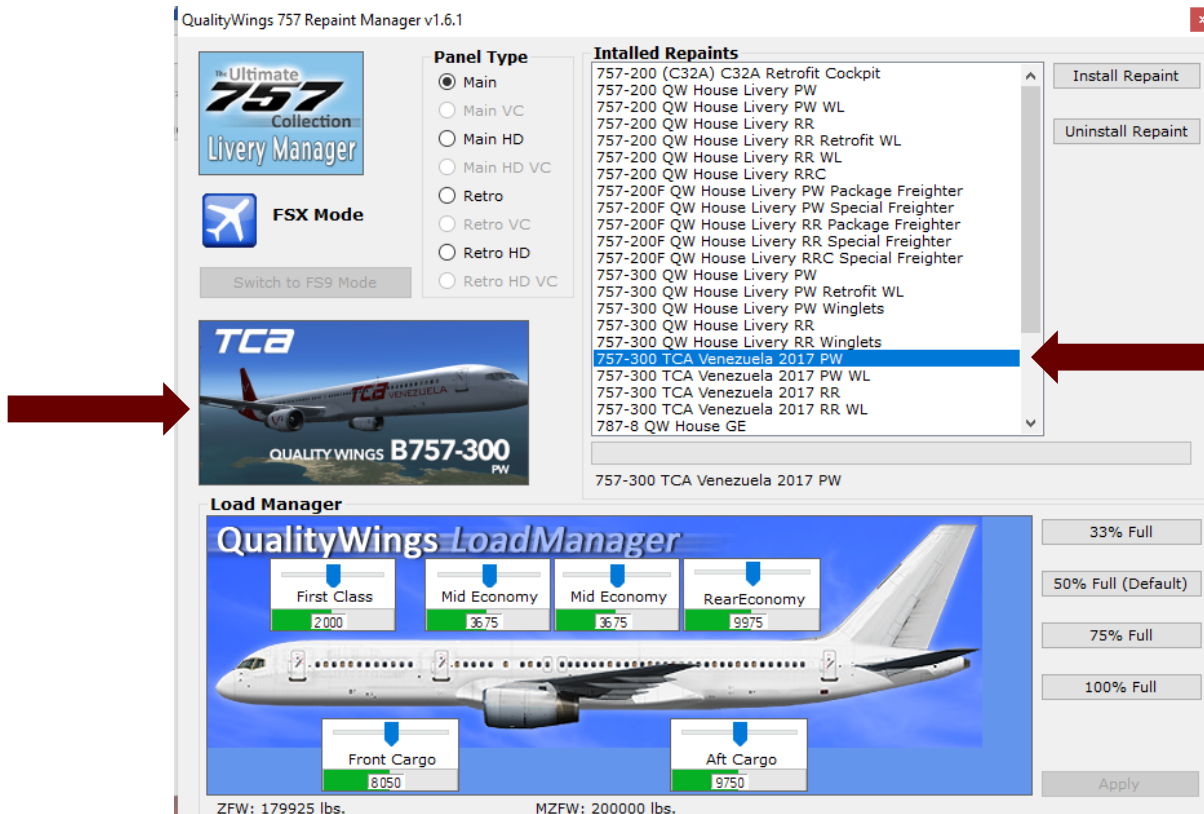 QualityWings 757 Repaint Manager v1.6.1
x
The Ultimate
757
Collection
Livery Manager
FSX Mode
Switch to FS9 Mode
Panel Type
Main
Main VC
Main HD
Main HD VC
Retro
Retro VC
Retro HD
Retro HD VC
Intalled Repaints
757-200 (C32A) C32A Retrofit Cockpit
757-200 QW House Livery PW
757-200 QW House Livery PW WL
757-200 QW House Livery RR
757-200 QW House Livery RR Retrofit WL
757-200 QW House Livery RR WL
757-200 QW House Livery RRC
757-200F QW House Livery PW Package Freighter
757-200F QW House Livery PW Special Freighter
757-200F QW House Livery RR Package Freighter
757-200F QW House Livery RR Special Freighter
757-200F QW House Livery RRC Special Freighter
757-300 QW House Livery PW
757-300 QW House Livery PW Retrofit WL
757-300 QW House Livery PW Winglets
757-300 QW House Livery RR
757-300 QW House Livery RR Winglets
757-300 TCA Venezuela 2017 PW
757-300 TCA Venezuela 2017 PW WL
757-300 TCA Venezuela 2017 RR
757-300 TCA Venezuela 2017 RR WL
787-8 QW House GE
Install Repaint
Uninstall Repaint
TCa
TCa VENEZUELA
QUALITY WINGS B757-300
PW
757-300 TCA Venezuela 2017 PW
Load Manager
QualityWings LoadManager
First Class
2000
Mid Economy
3675
Mid Economy
3675
RearEconomy
9975
Front Cargo
8050
Aft Cargo
9750
33% Full
50% Full (Default)
75% Full
100% Full
Apply
ZFW: 179925 lbs.
MZFW: 200000 lbs.